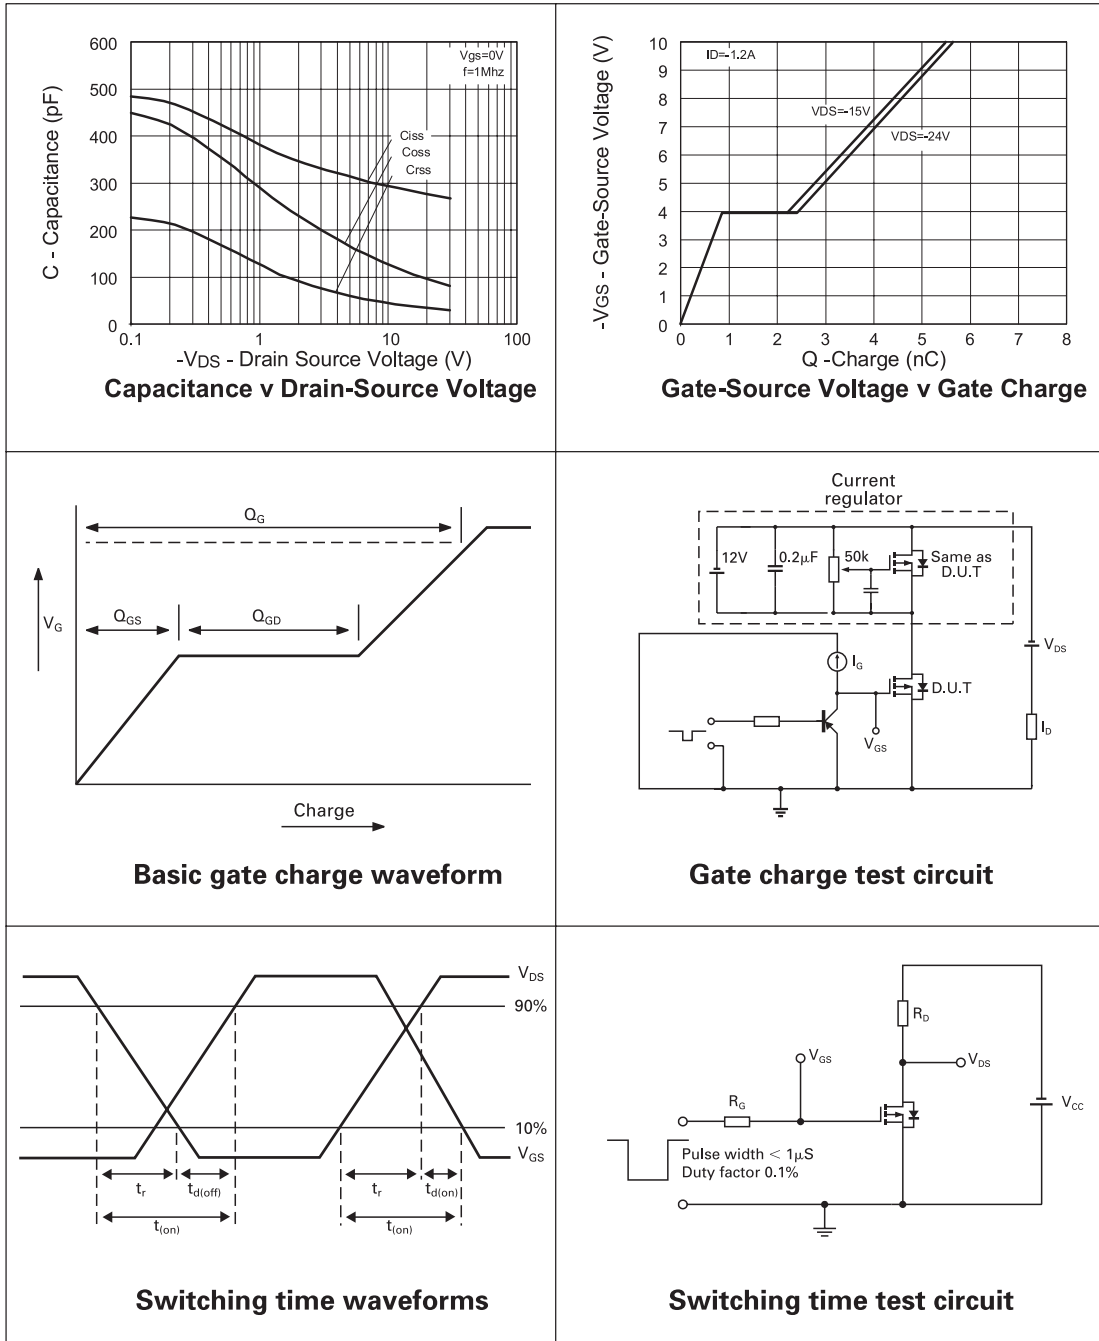 600
500
400
300
200
100
0
C - Capacitance (pF)
Vgs=0V
f=1Mhz
Ciss
Coss
Crss
0.1
1
10
100
-VDS - Drain Source Voltage (V)
Capacitance v Drain-Source Voltage
10
9
8
7
6
5
4
3
2
1
0
-VGS - Gate-Source Voltage (V)
ID=-1.2A
VDS=-15V
VDS=-24V
0
1
2
3
4
5
6
7
8
Q -Charge (nC)
Gate-Source Voltage v Gate Charge
QG
VG
QGS
QGD
Charge
Basic gate charge waveform
Current
regulator
12V
0.2µF
50k
Same as
D.U.T
IG
VDS
D.U.T
VGS
ID
Gate charge test circuit
VDS
90%
10%
VGS
tr
td(off)
tr
td(on)
t(on)
t(on)
Switching time waveforms
RD
VGS
VDS
RG
VCC
Pulse width < 1µS
Duty factor 0.1%
Switching time test circuit